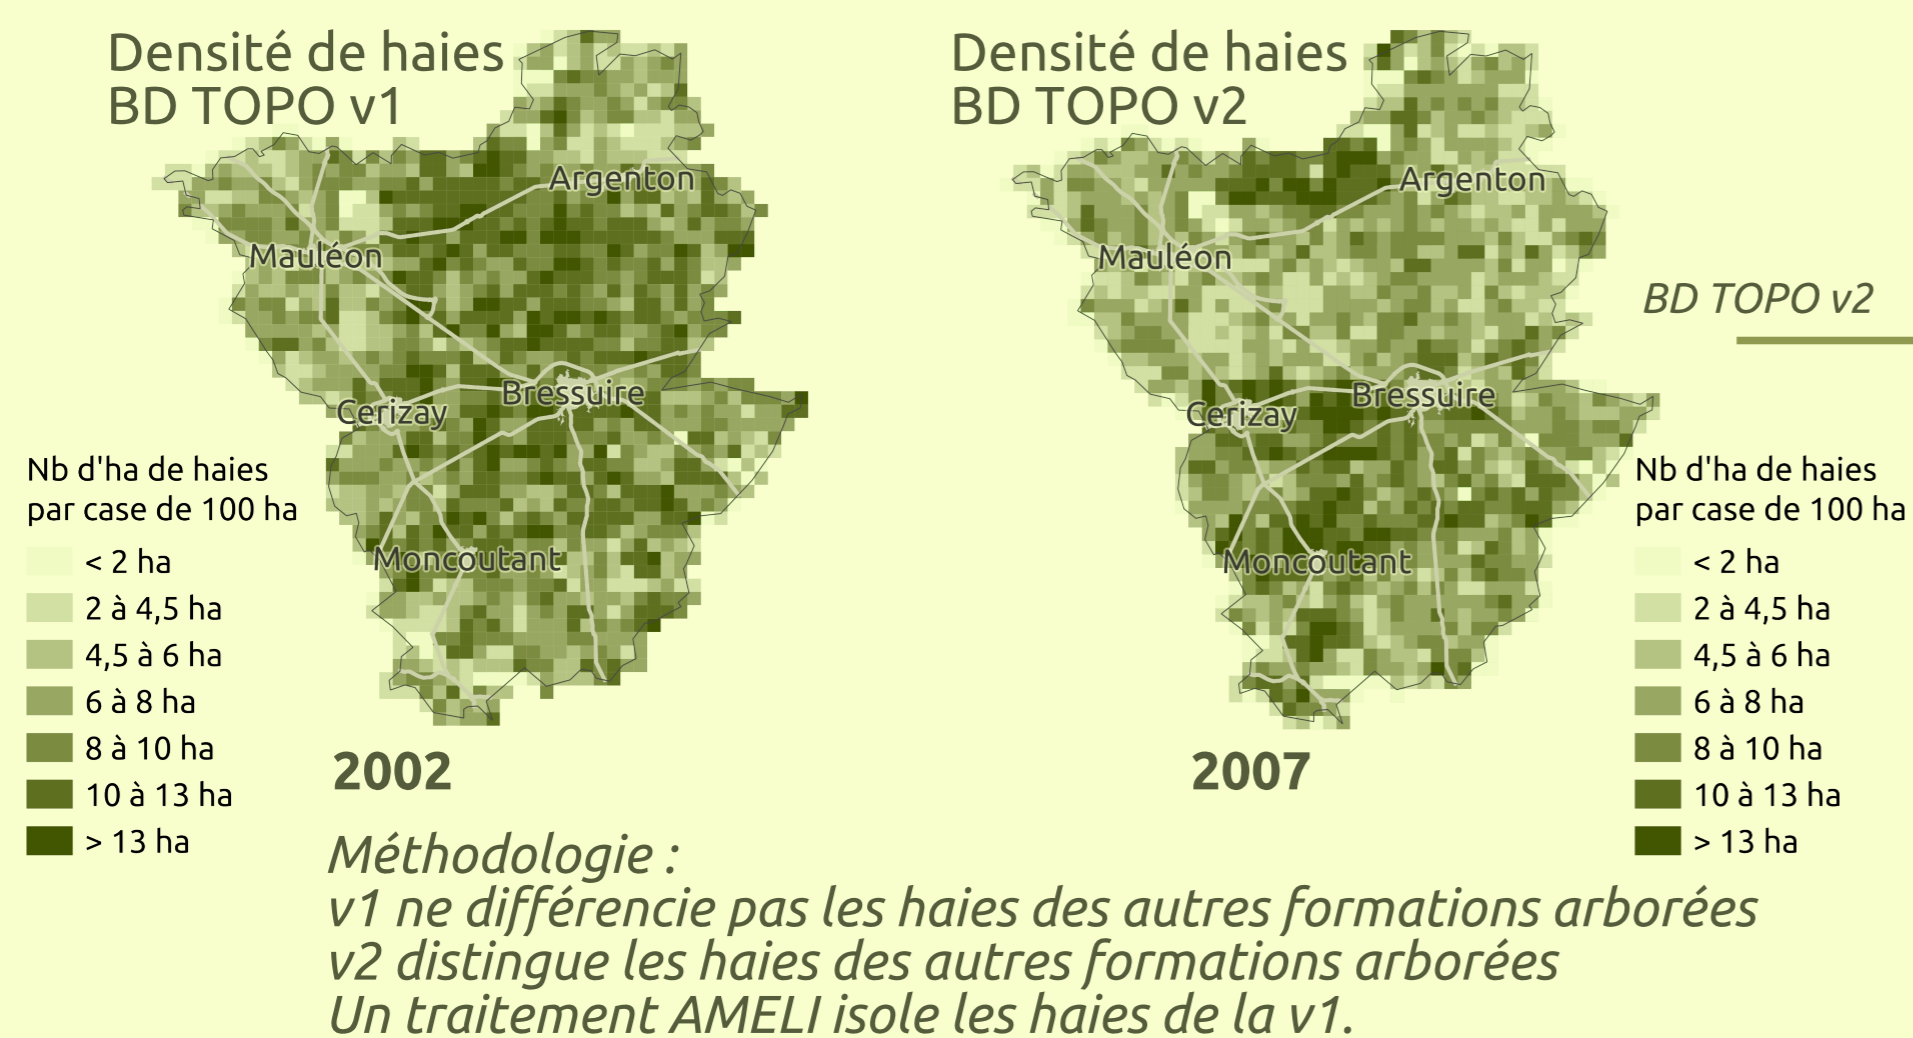 Densité de haies
BD TOPO v1
Argenton
Mauléon
Bressuire
Cerizay
Moncoutant
Nb d'ha de haies
par case de 100 ha
< 2 ha
2 à 4,5 ha
4,5 à 6 ha
6 à 8 ha
8 à 10 ha
10 à 13 ha
> 13 ha
2002
Densité de haies
BD TOPO v2
Argenton
Mauléon
Bressuire
Cerizay
Moncoutant
2007
BD TOPO v2
Nb d'ha de haies
par case de 100 ha
< 2 ha
2 à 4,5 ha
4,5 à 6 ha
6 à 8 ha
8 à 10 ha
10 à 13 ha
> 13 ha
Méthodologie :
v1 ne différencie pas les haies des autres formations arborées
v2 distingue les haies des autres formations arborées
Un traitement AMELI isole les haies de la v1.